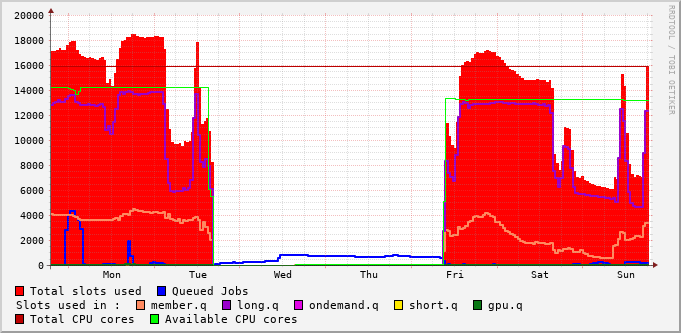 20000
18000
16000
14000
12000
10000
8000
6000
4000
2000
0
Mon Tue Wed Thu Fri Sat Sun
RRDTOOL / TOBI OETIKER
Total slots used Queued Jobs
Slots used in : member.q long.q ondemand.q short.q gpu.q
Total CPU cores Available CPU cores